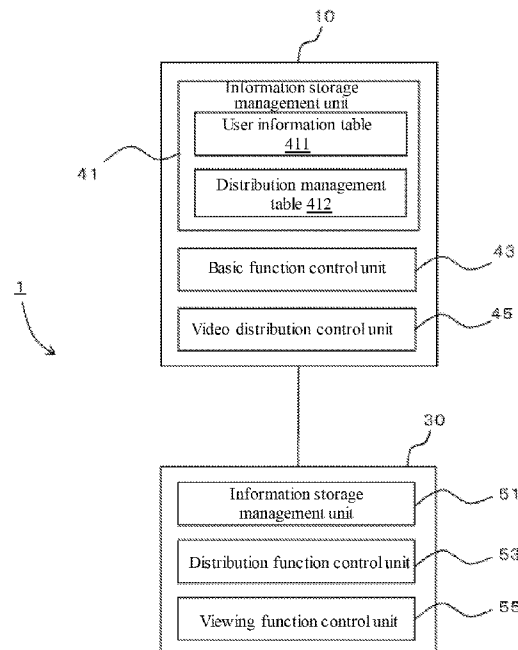 10
Information storage
management unit
User information table
411
41
Distribution management
table 412
Basic function control unit
43
1
Video distribution control unit
45
30
Information storage
management unit
51
Distribution function control unit
53
Viewing function control unit
55